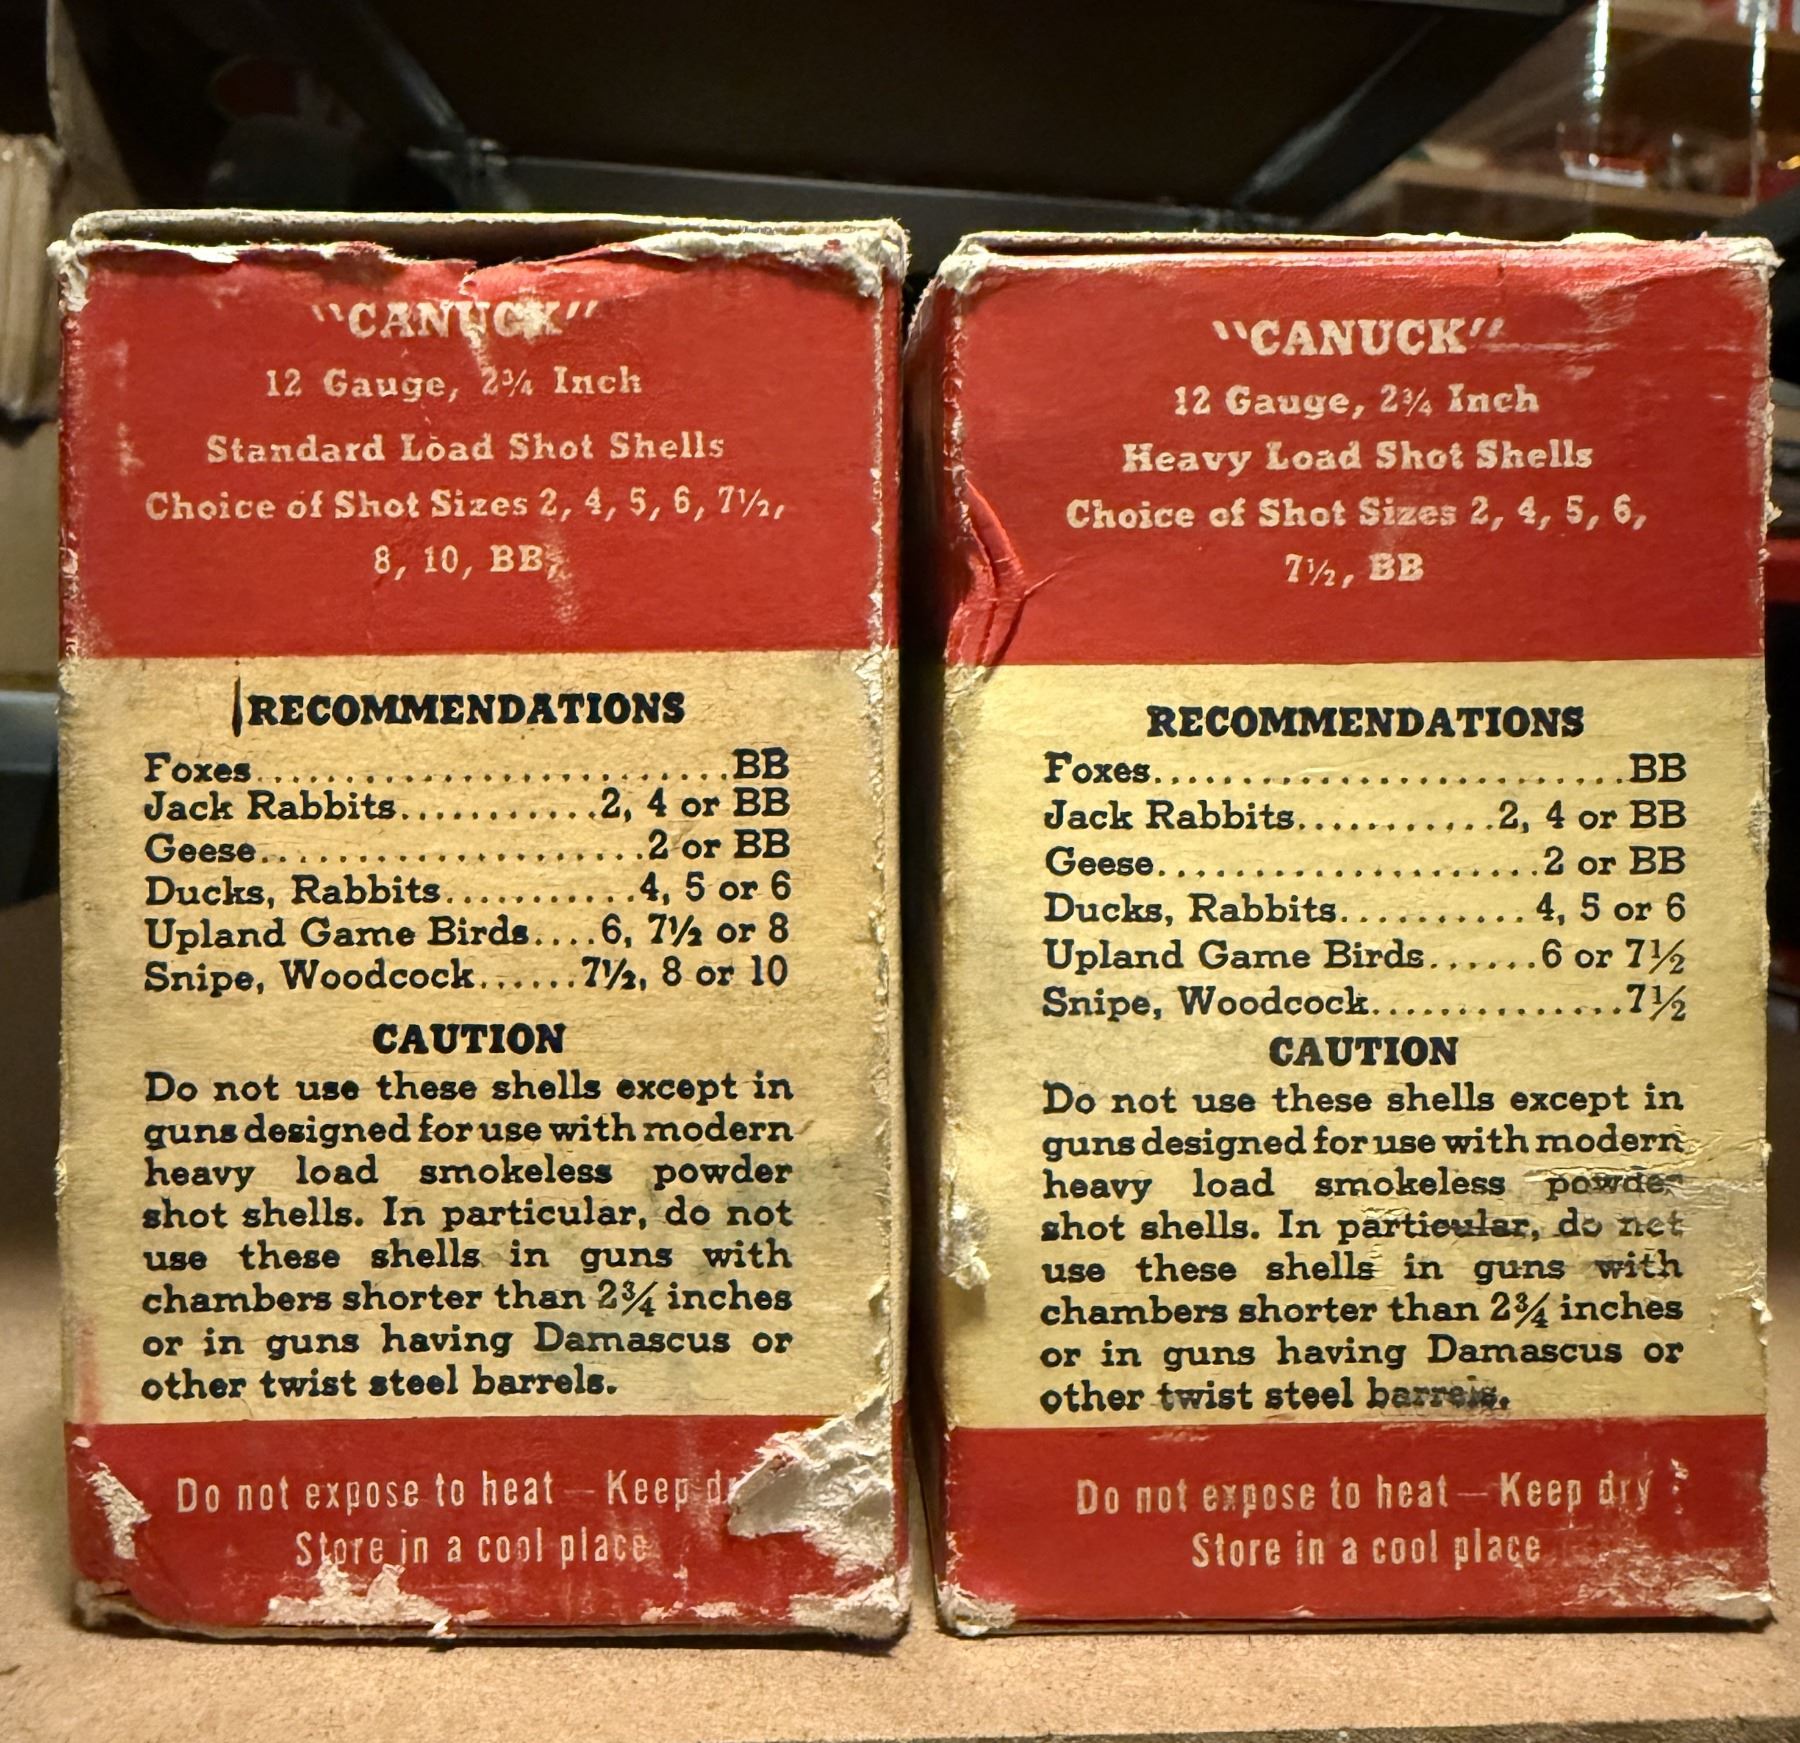 "CANUCK"
12 Gauge, 2¾ Inch
Standard Load Shot Shells
Choice of Shot Sizes 2, 4, 5, 6, 7½,
8, 10, BB
RECOMMENDATIONS
Foxes..........................BB
Jack Rabbits...........2, 4 or BB
Geese.....................2 or BB
Ducks, Rabbits...........4, 5 or 6
Upland Game Birds....6, 7½ or 8
Snipe, Woodcock......7½, 8 or 10
CAUTION
Do not use these shells except in
guns designed for use with modern
heavy load smokeless powder
shot shells. In particular, do not
use these shells in guns with
chambers shorter than 2¾ inches
or in guns having Damascus or
other twist steel barrels.
Do not expose to heat — Keep
Store in a cool place
"CANUCK"
12 Gauge, 2¾ Inch
Heavy Load Shot Shells
Choice of Shot Sizes 2, 4, 5, 6,
7½, BB
RECOMMENDATIONS
Foxes..........................BB
Jack Rabbits...........2, 4 or BB
Geese.....................2 or BB
Ducks, Rabbits..........4, 5 or 6
Upland Game Birds......6 or 7½
Snipe, Woodcock..............7½
CAUTION
Do not use these shells except in
guns designed for use with modern
heavy load smokeless powder
shot shells. In particular, do not
use these shells in guns with
chambers shorter than 2¾ inches
or in guns having Damascus or
other twist steel barrels.
Do not expose to heat — Keep dry
Store in a cool place